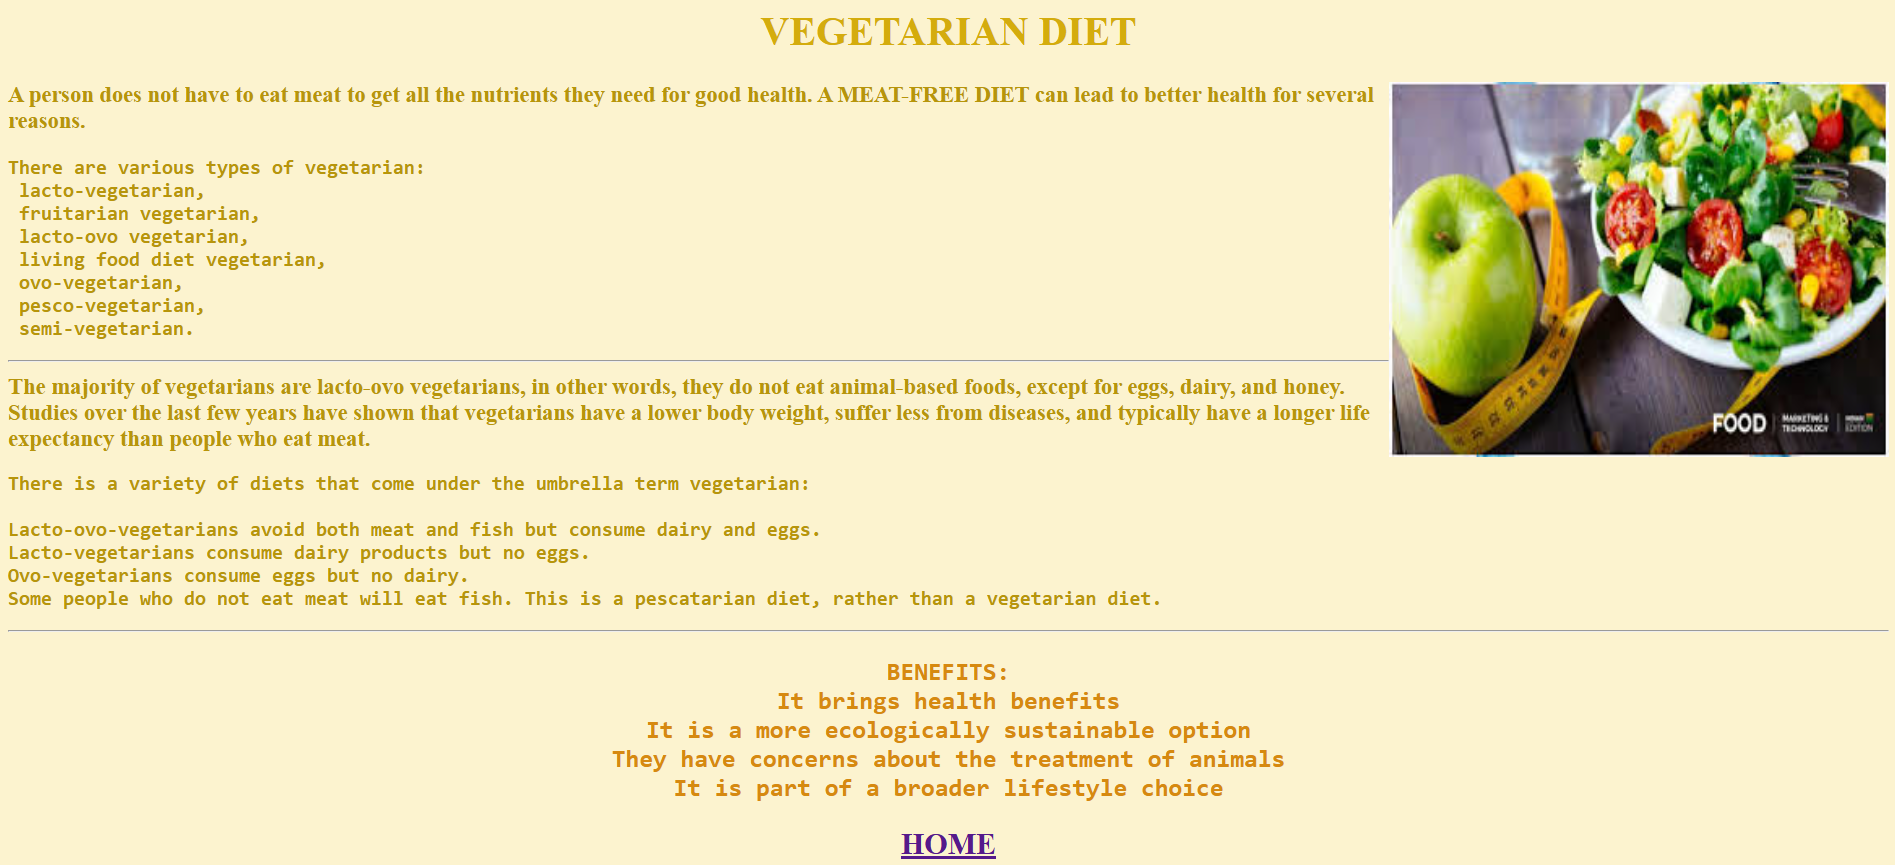 VEGETARIAN DIET
A person does not have to eat meat to get all the nutrients they need for good health. A MEAT-FREE DIET can lead to better health for several
reasons.
There are various types of vegetarian:
lacto-vegetarian,
fruitarian vegetarian,
lacto-ovo vegetarian,
living food diet vegetarian,
ovo-vegetarian,
pesco-vegetarian,
semi-vegetarian.
FOOD
MARKETING &
TECHNOLOGY
EDITION
The majority of vegetarians are lacto-ovo vegetarians, in other words, they do not eat animal-based foods, except for eggs, dairy, and honey.
Studies over the last few years have shown that vegetarians have a lower body weight, suffer less from diseases, and typically have a longer life
expectancy than people who eat meat.
There is a variety of diets that come under the umbrella term vegetarian:
Lacto-ovo-vegetarians avoid both meat and fish but consume dairy and eggs.
Lacto-vegetarians consume dairy products but no eggs.
Ovo-vegetarians consume eggs but no dairy.
Some people who do not eat meat will eat fish. This is a pescatarian diet, rather than a vegetarian diet.
BENEFITS:
It brings health benefits
It is a more ecologically sustainable option
They have concerns about the treatment of animals
It is part of a broader lifestyle choice
HOME